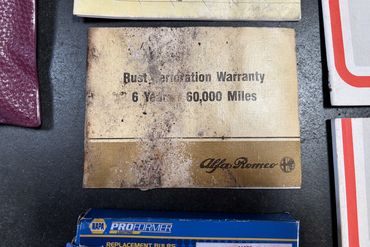 Rust Perforation Warranty
6 Years 60,000 Miles
Alfa Romeo
NAPA PROFORMER
REPLACEMENT BULBS